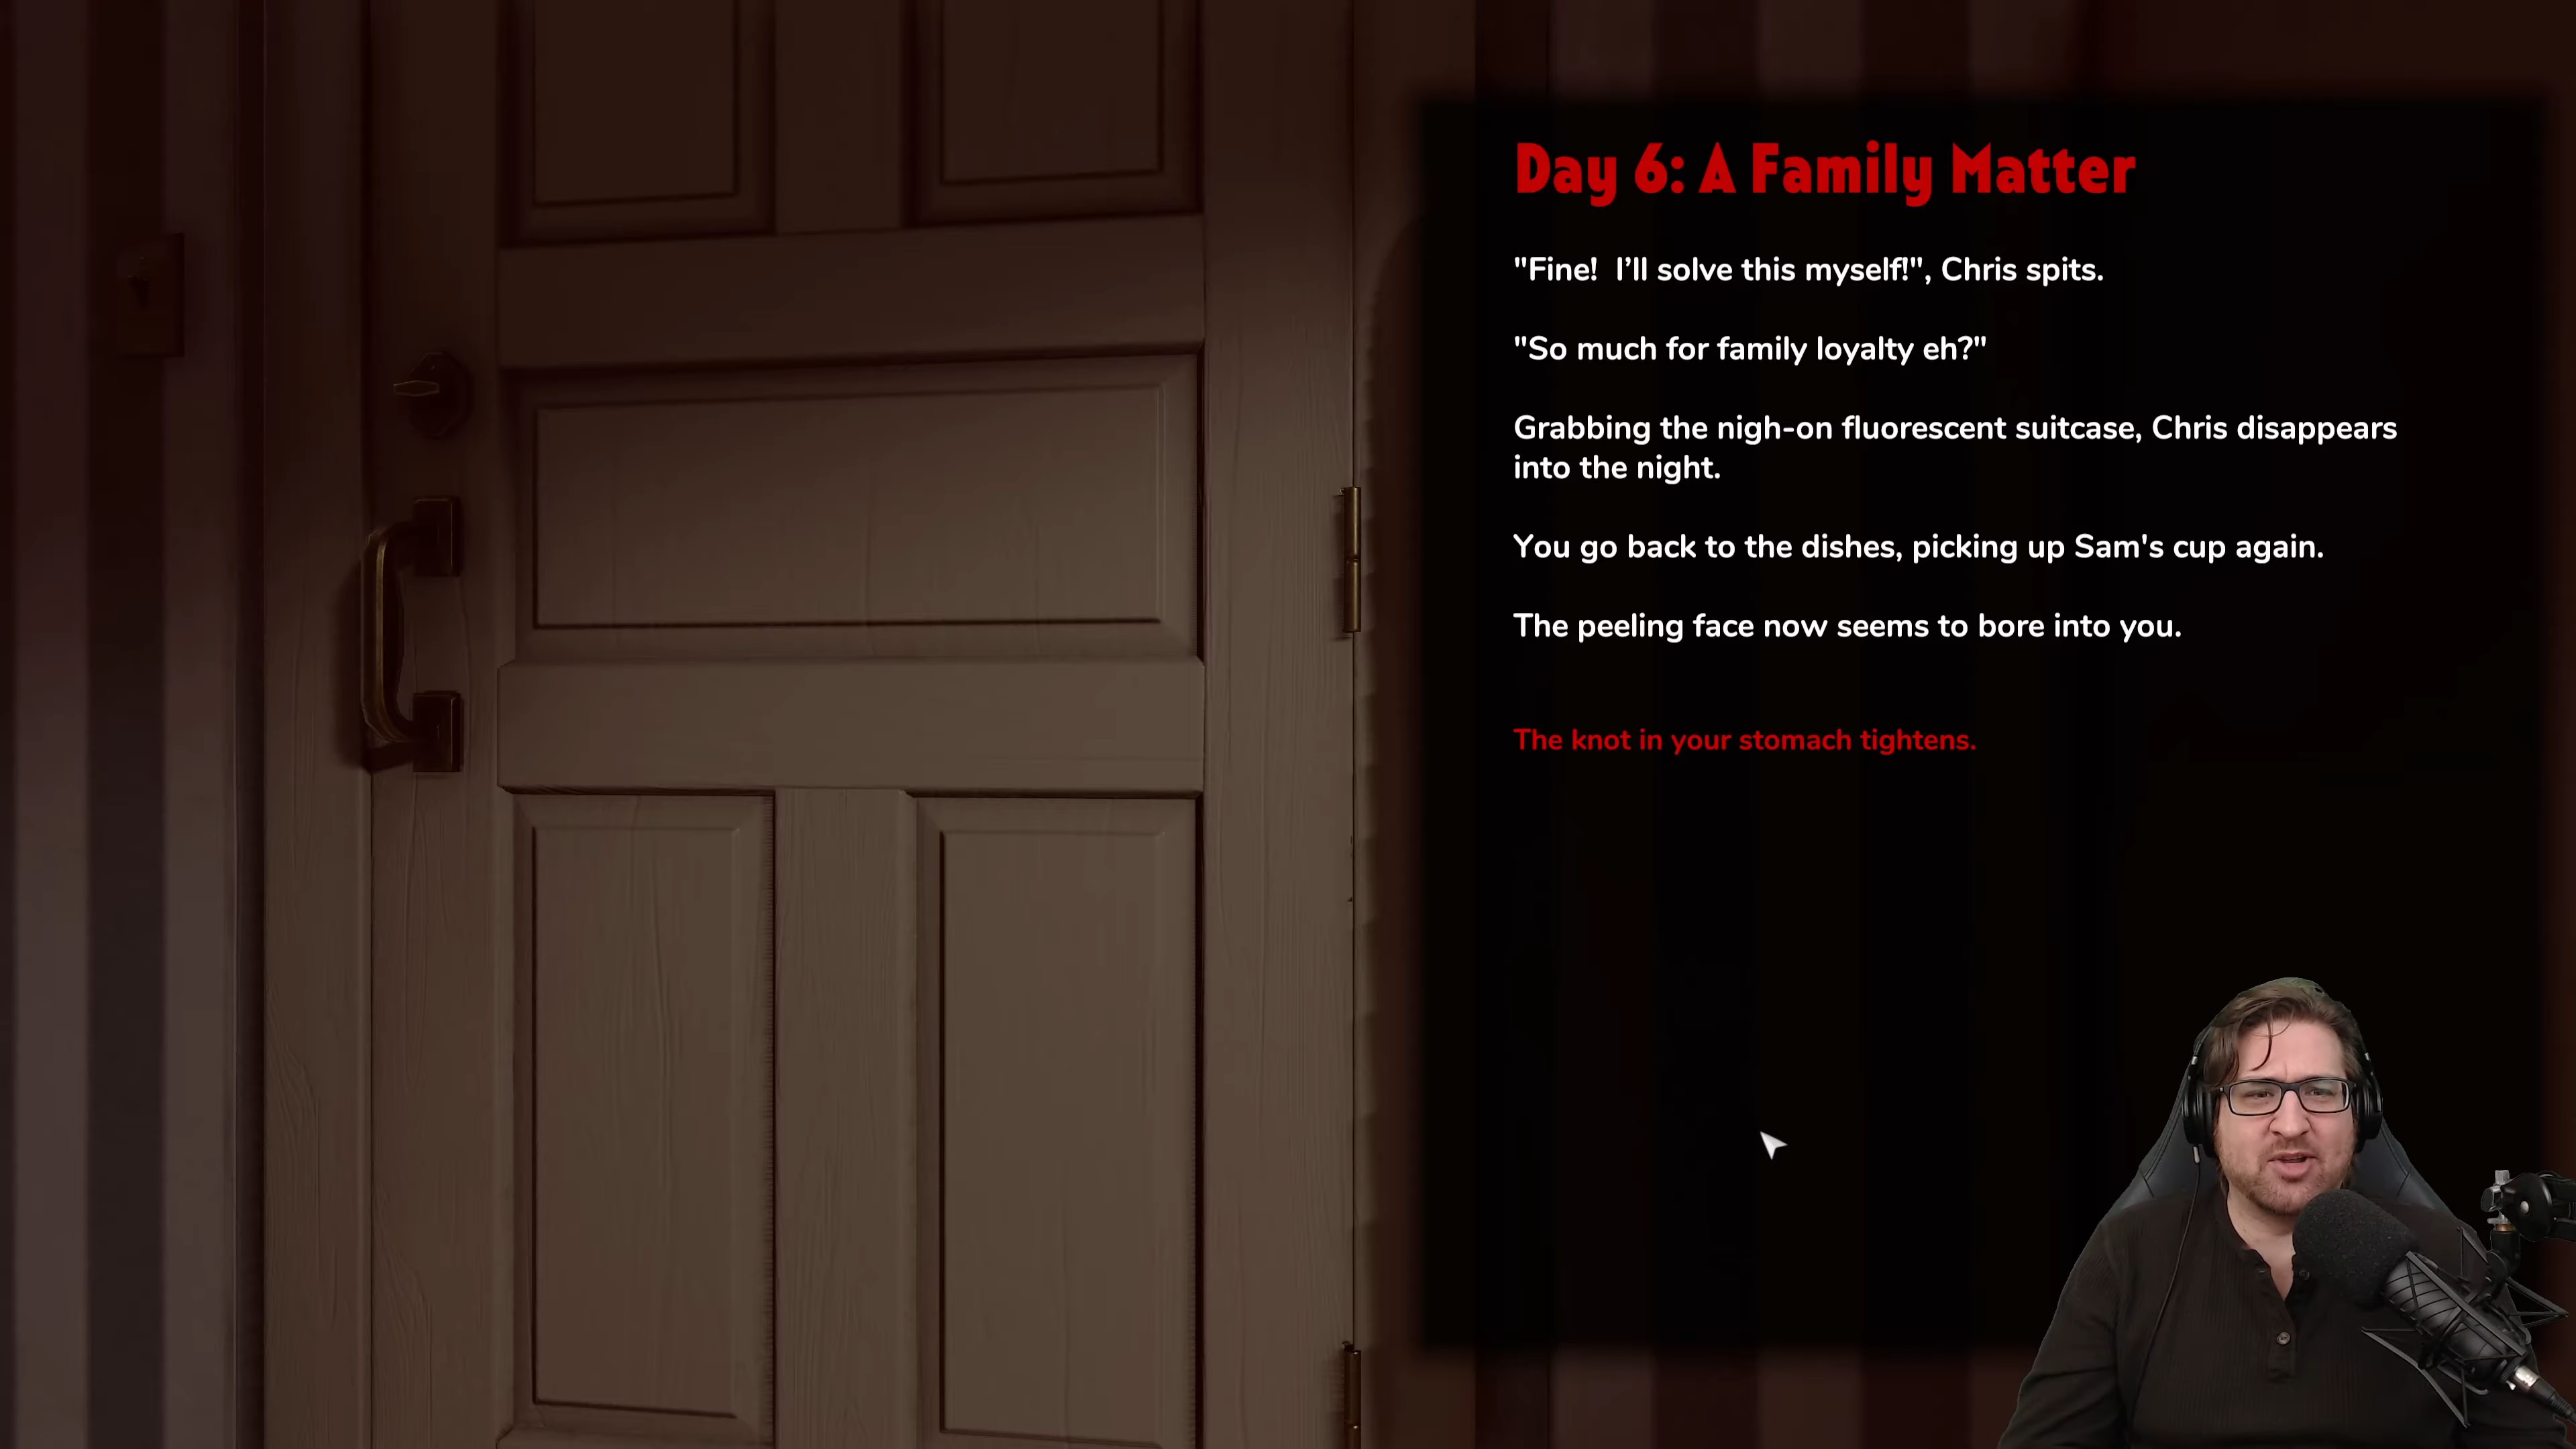 Day 6: A Family Matter
"Fine!  I’ll solve this myself!", Chris spits.
"So much for family loyalty eh?"
Grabbing the nigh-on fluorescent suitcase, Chris disappears
into the night.
You go back to the dishes, picking up Sam's cup again.
The peeling face now seems to bore into you.
The knot in your stomach tightens.